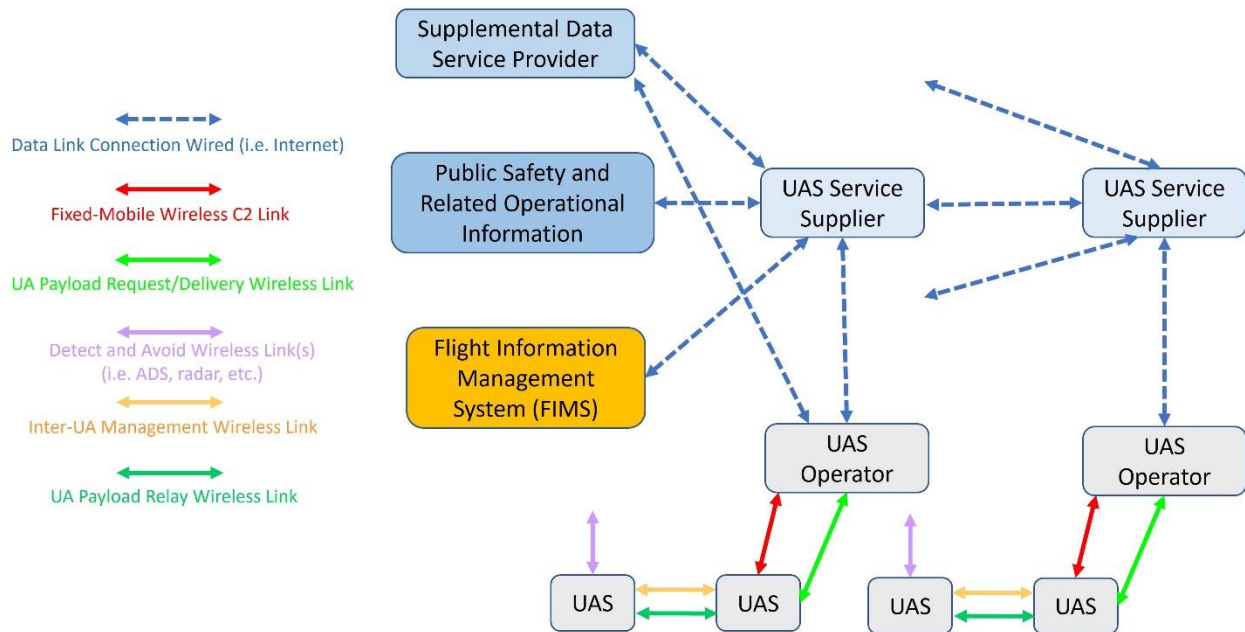 Supplemental Data
Service Provider
Data Link Connection Wired (i.e. Internet)
Fixed-Mobile Wireless C2 Link
UA Payload Request/Delivery Wireless Link
Detect and Avoid Wireless Link(s)
(i.e. ADS, radar, etc.)
Inter-UA Management Wireless Link
UA Payload Relay Wireless Link
Public Safety and
Related Operational
Information
UAS Service
Supplier
UAS Service
Supplier
Flight Information
Management
System (FIMS)
UAS
Operator
UAS
Operator
UAS
UAS
UAS
UAS